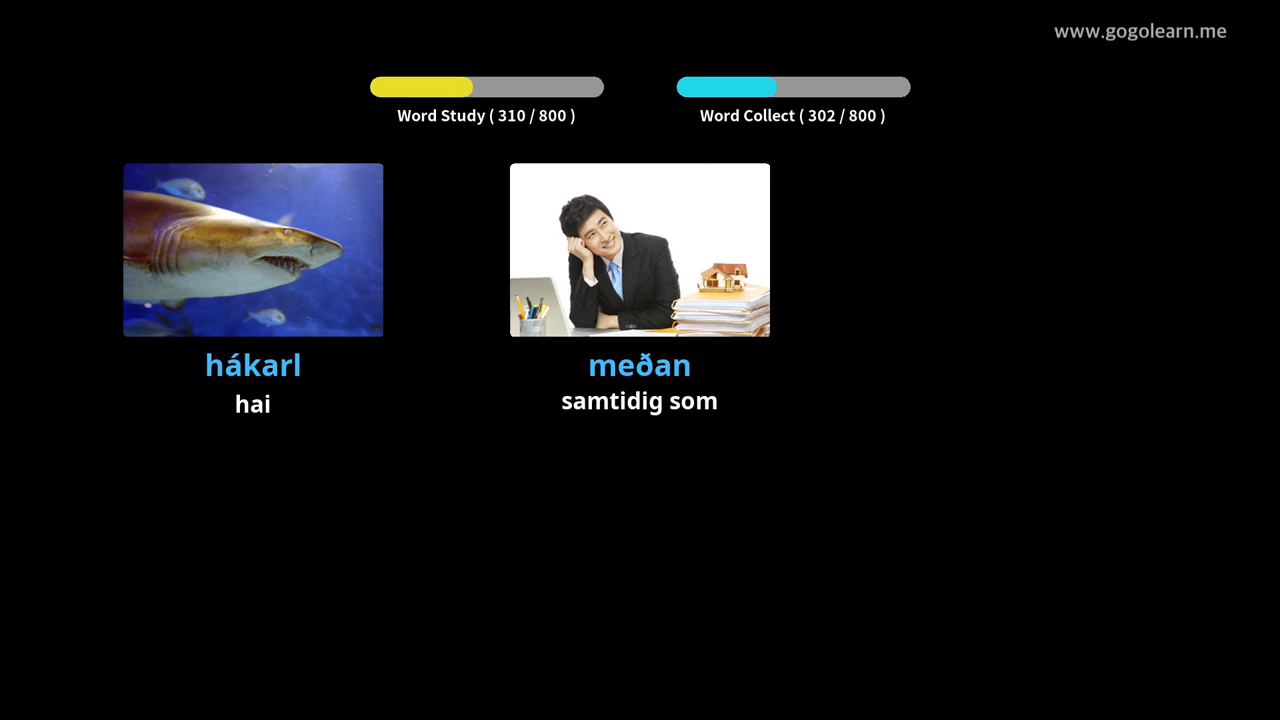 www.gogolearn.me
Word Study ( 310 / 800 )
Word Collect ( 302 / 800 )
hákarl
hai
meðan
samtidig som